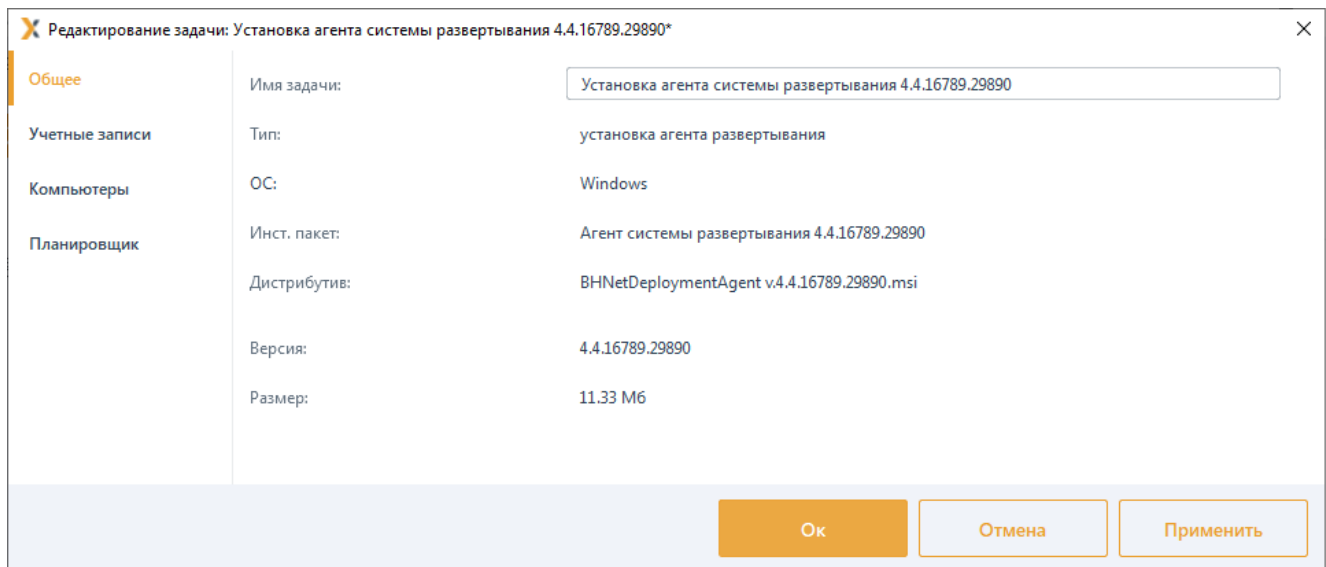 Редактирование задачи: Установка агента системы развертывания 4.4.16789.29890*
Общее
Учетные записи
Компьютеры
Планировщик
Имя задачи: Установка агента системы развертывания 4.4.16789.29890
Тип: установка агента развертывания
ОС: Windows
Инст. пакет: Агент системы развертывания 4.4.16789.29890
Дистрибутив: BHNetDeploymentAgent v.4.4.16789.29890.msi
Версия: 4.4.16789.29890
Размер: 11.33 Мб
Ок Отмена Применить